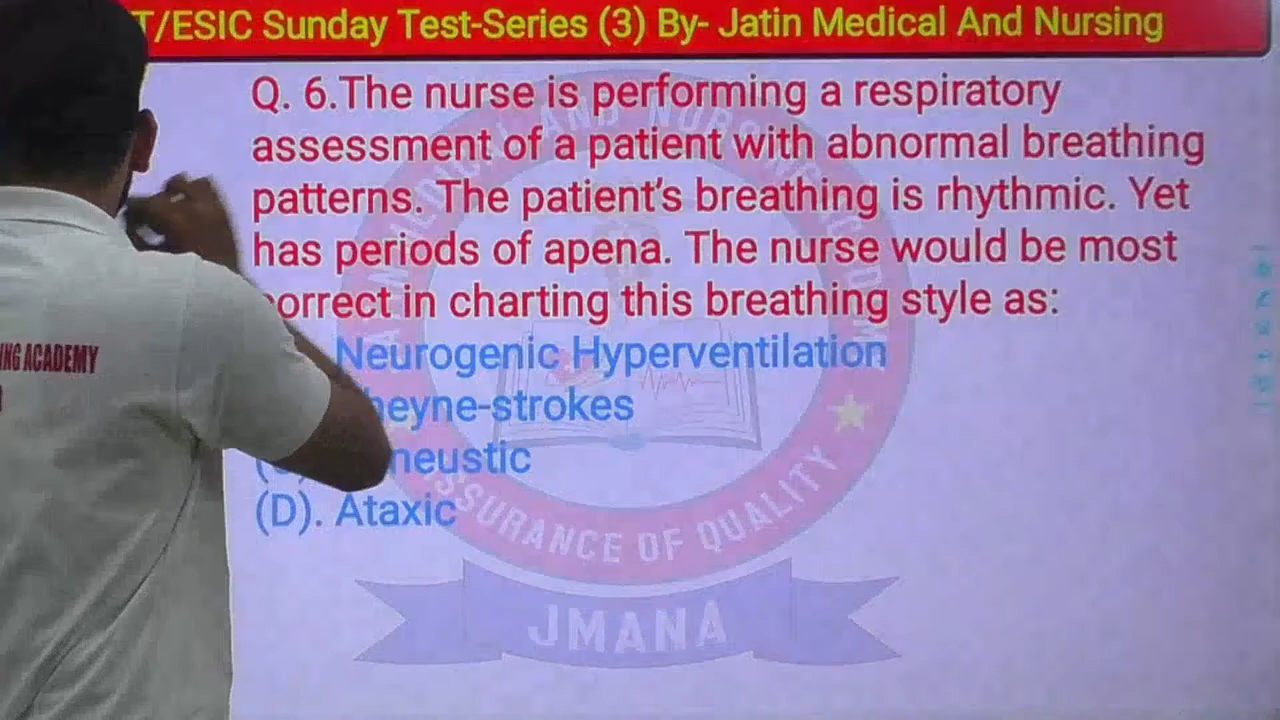 T/ESIC Sunday Test-Series (3) By- Jatin Medical And Nursing
Q. 6.The nurse is performing a respiratory
assessment of a patient with abnormal breathing
patterns. The patient's breathing is rhythmic. Yet
has periods of apena. The nurse would be most
orrect in charting this breathing style as:
Neurogenic Hyperventilation
heyne-strokes
neustic
(D). Ataxic
ING ACADEMY
ASSURANCE OF QUALITY
JMANA